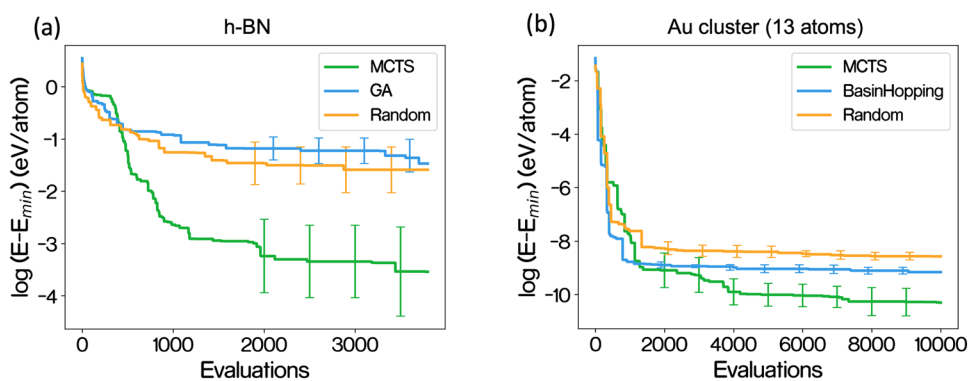 (a)
h-BN
log (E-E_min) (eV/atom)
0
−1
−2
−3
−4
MCTS
GA
Random
0 1000 2000 3000
Evaluations
(b)
Au cluster (13 atoms)
log (E-E_min) (eV/atom)
−2
−4
−6
−8
−10
MCTS
BasinHopping
Random
0 2000 4000 6000 8000 10000
Evaluations